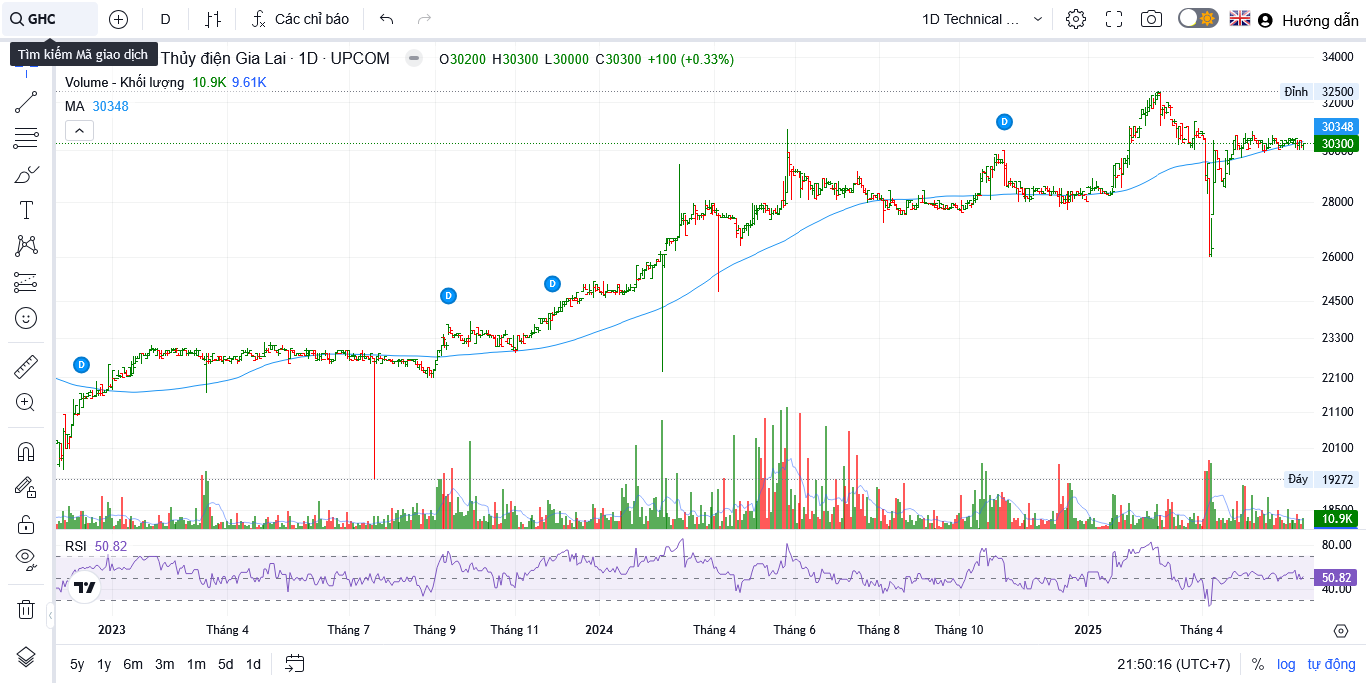 GHC D Các chỉ báo 1D Technical ... Hướng dẫn
Tìm kiếm Mã giao dịch
Thủy điện Gia Lai · 1D · UPCOM O30200 H30300 L30000 C30300 +100 (+0.33%)
Volume - Khối lượng 10.9K 9.61K
MA 30348
34000
Đỉnh 32500
32000
30348
30300
30000
28000
26000
24500
23300
22100
21100
20100
Đáy 19272
18500
10.9K
D
D
D
D
RSI 50.82
80.00
50.82
40.00
2023 Tháng 4 Tháng 7 Tháng 9 Tháng 11 2024 Tháng 4 Tháng 6 Tháng 8 Tháng 10 2025 Tháng 4
5y 1y 6m 3m 1m 5d 1d 21:50:16 (UTC+7) % log tự động